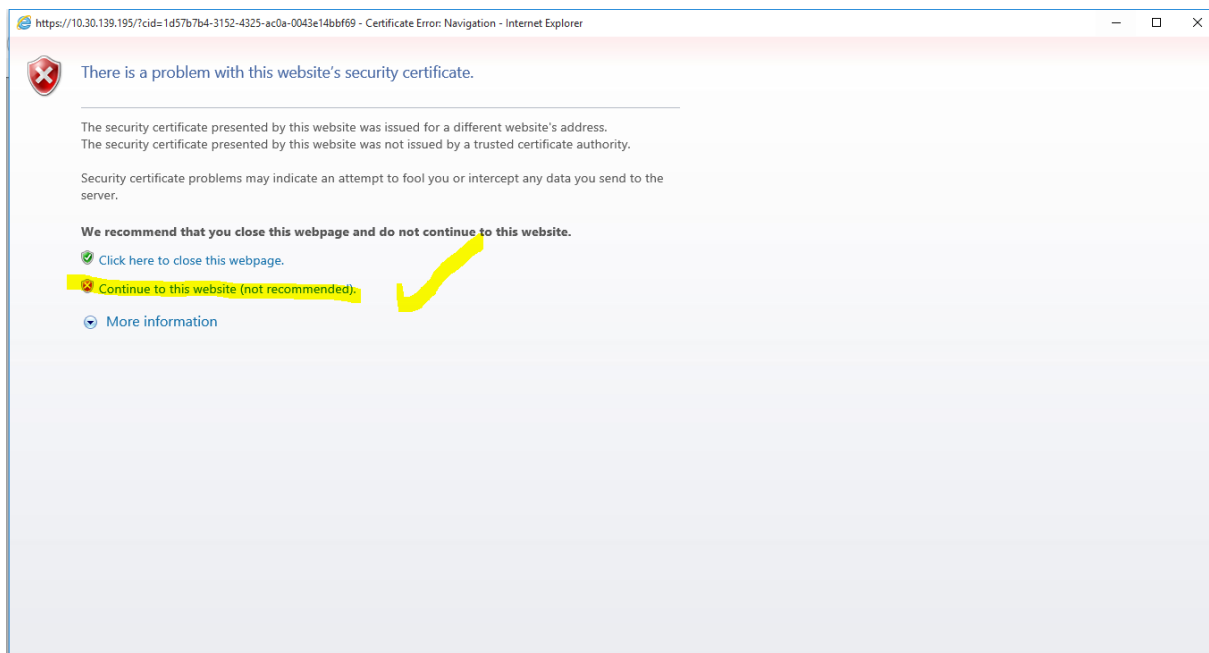 https://10.30.139.195/?cid=1d57b7b4-3152-4325-ac0a-0043e14bbf69 - Certificate Error: Navigation - Internet Explorer
There is a problem with this website's security certificate.
The security certificate presented by this website was issued for a different website's address.
The security certificate presented by this website was not issued by a trusted certificate authority.
Security certificate problems may indicate an attempt to fool you or intercept any data you send to the
server.
We recommend that you close this webpage and do not continue to this website.
Click here to close this webpage.
Continue to this website (not recommended).
More information